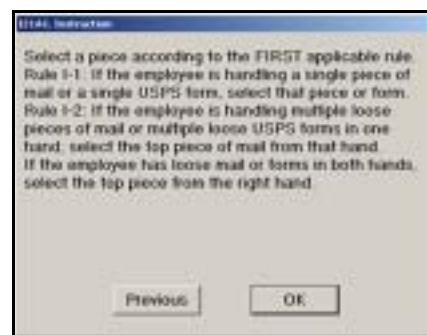 Instruction
Select a piece according to the FIRST applicable rule.
Rule I-1: If the employee is handling a single piece of
mail or a single USPS form, select that piece or form.
Rule I-2: If the employee is handling multiple loose
pieces of mail or multiple loose USPS forms in one
hand, select the top piece of mail from that hand.
If the employee has loose mail or forms in both hands,
select the top piece from the right hand.
Previous OK